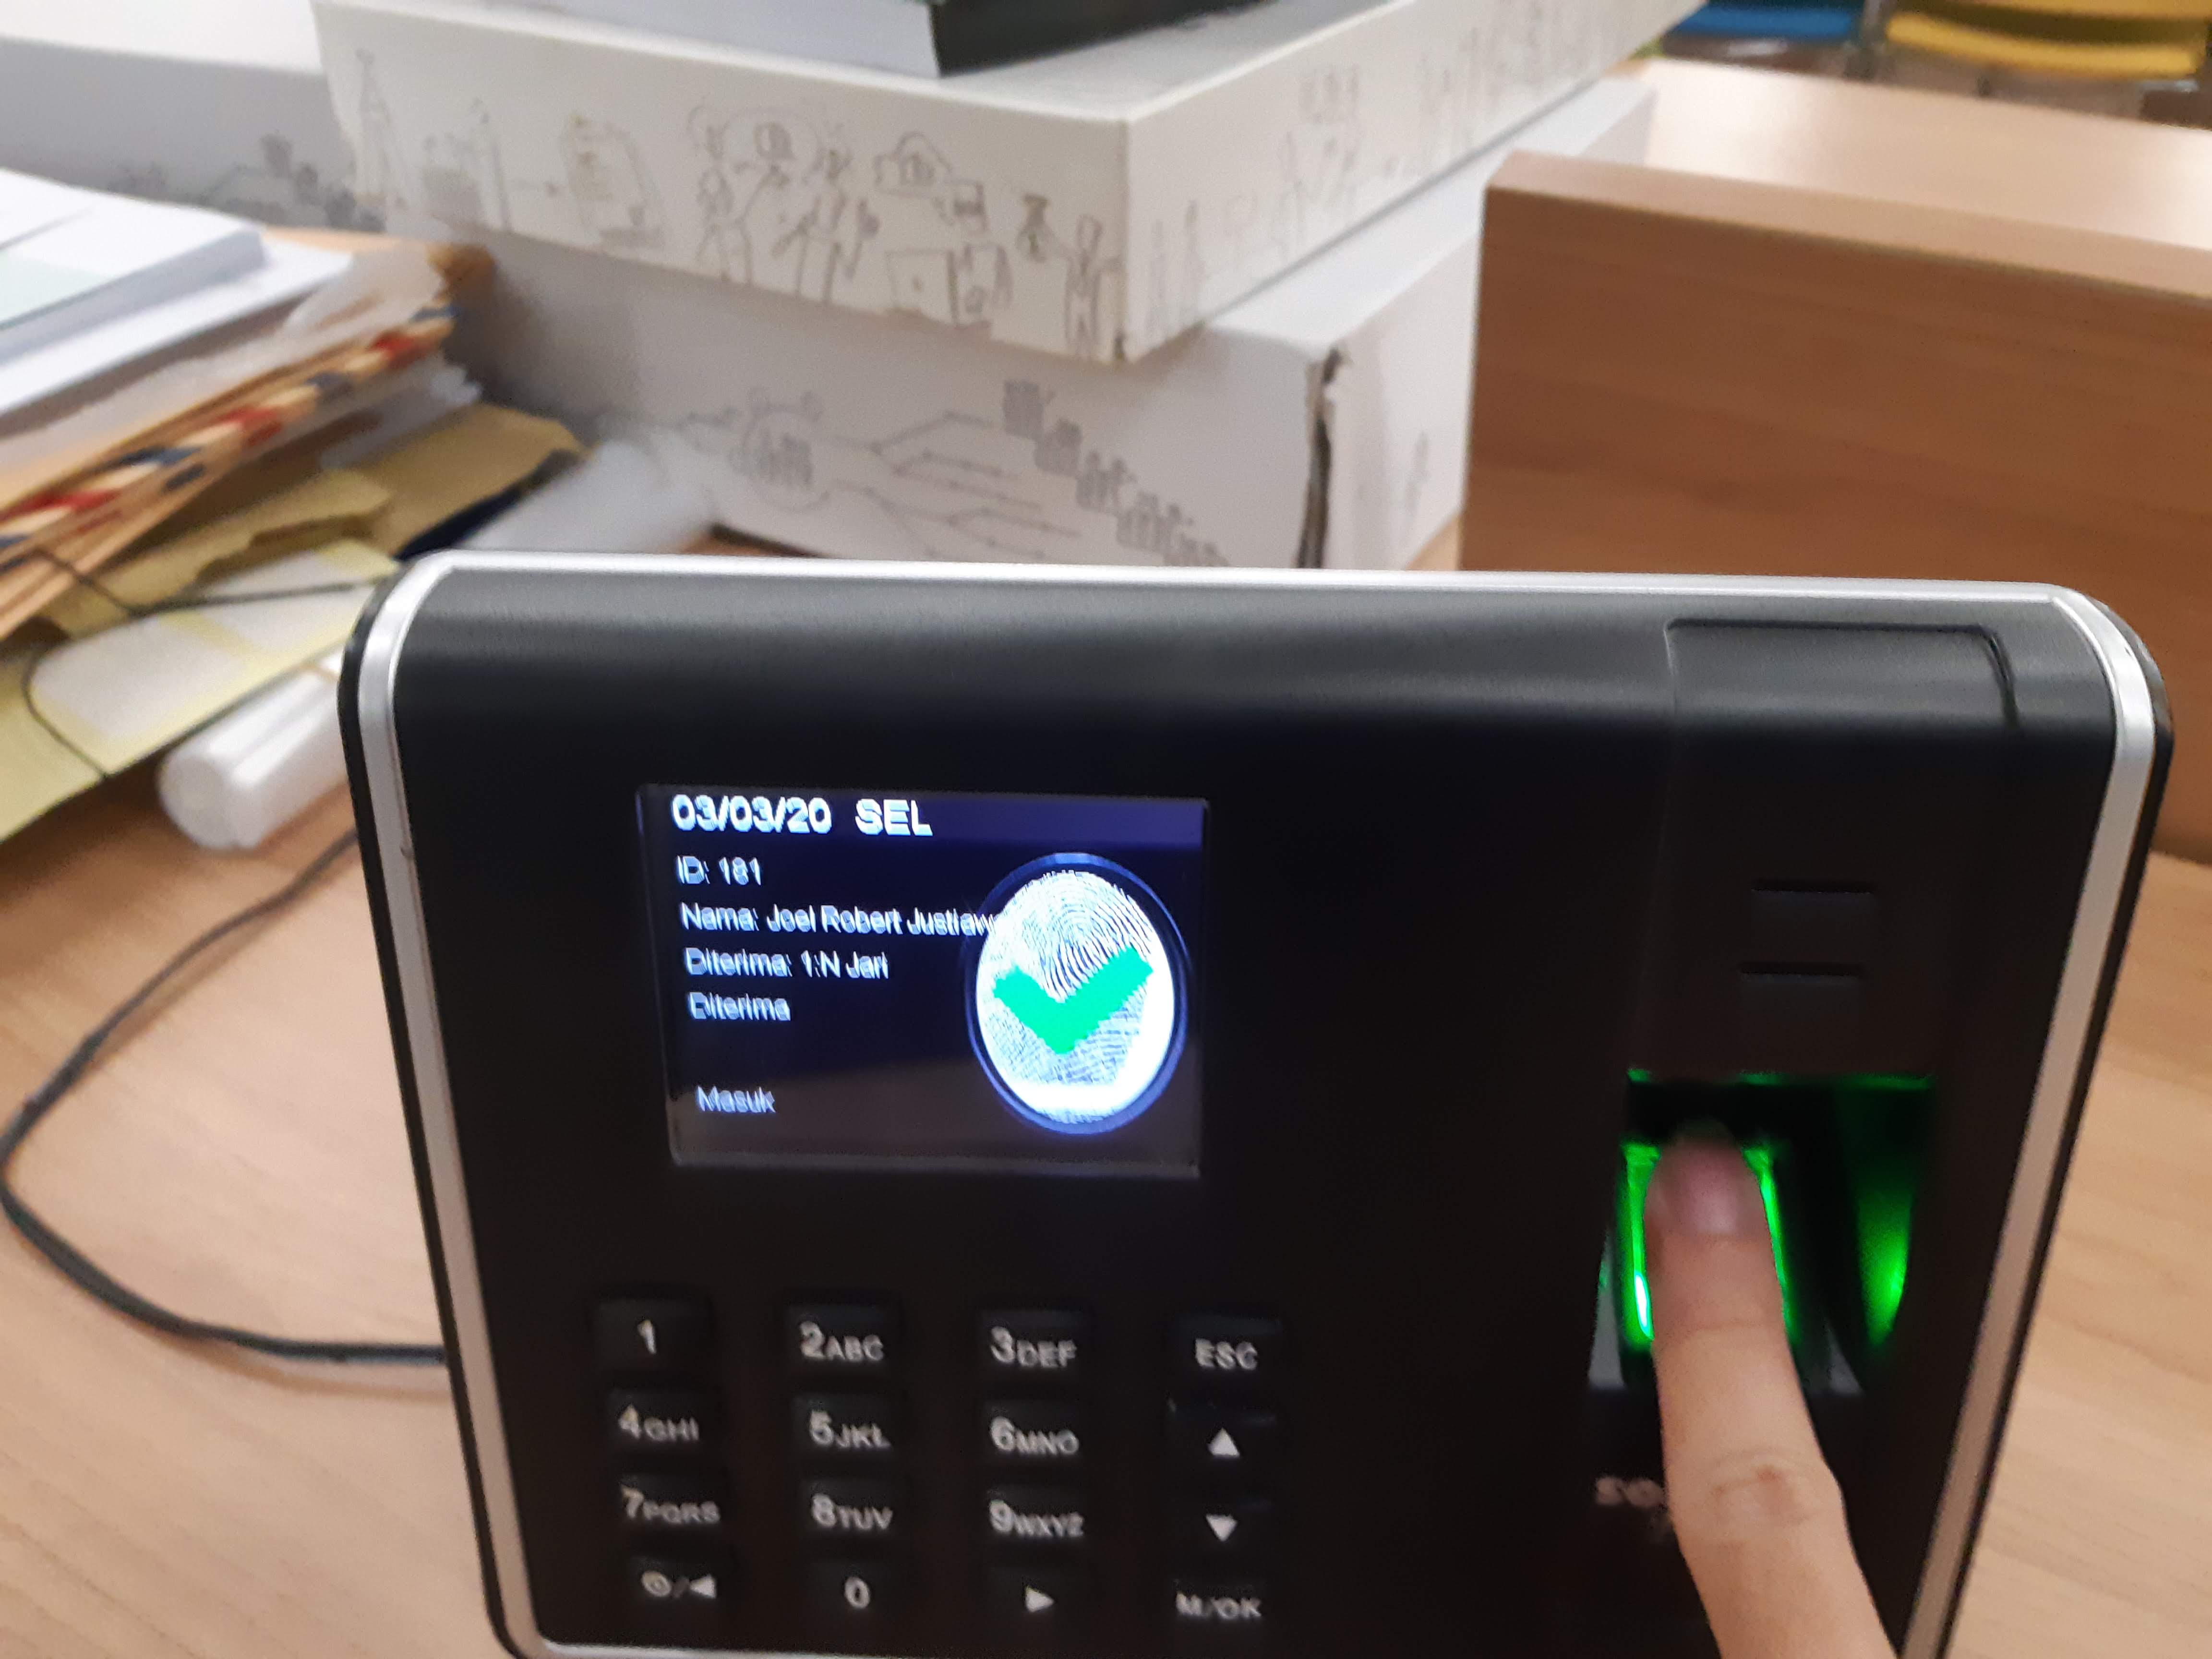 03/03/20 SEL
ID: 181
Nama: Joel Robert Justiaw
Diterima: 1:N Jari
Diterima
Masuk
1 2ABC 3DEF ESC
4GHI 5JKL 6MNO ▲
7PQRS 8TUV 9WXYZ ▼
/◀ 0 ▶ M/OK